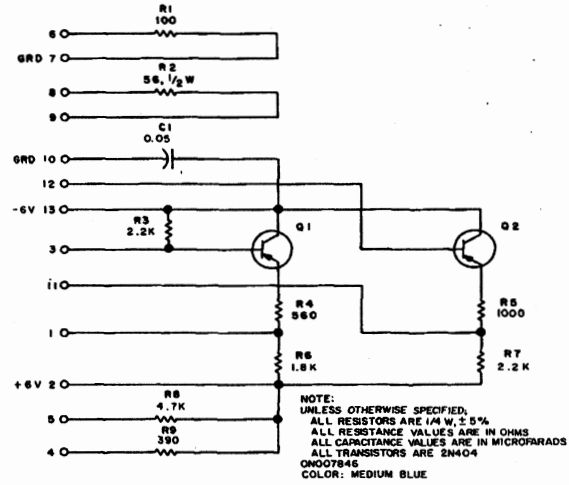 R1
100
6
GRD 7
R2
56, 1/2 W
8
9
C1
0.05
GRD 10
12
-6V 13
R3
2.2K
Q1
Q2
3
11
R4
560
R5
1000
1
R6
1.8K
R7
2.2K
+6V 2
R8
4.7K
5
R9
390
4
NOTE:
UNLESS OTHERWISE SPECIFIED;
ALL RESISTORS ARE 1/4 W, ± 5%
ALL RESISTANCE VALUES ARE IN OHMS
ALL CAPACITANCE VALUES ARE IN MICROFARADS
ALL TRANSISTORS ARE 2N404
ON007846
COLOR: MEDIUM BLUE